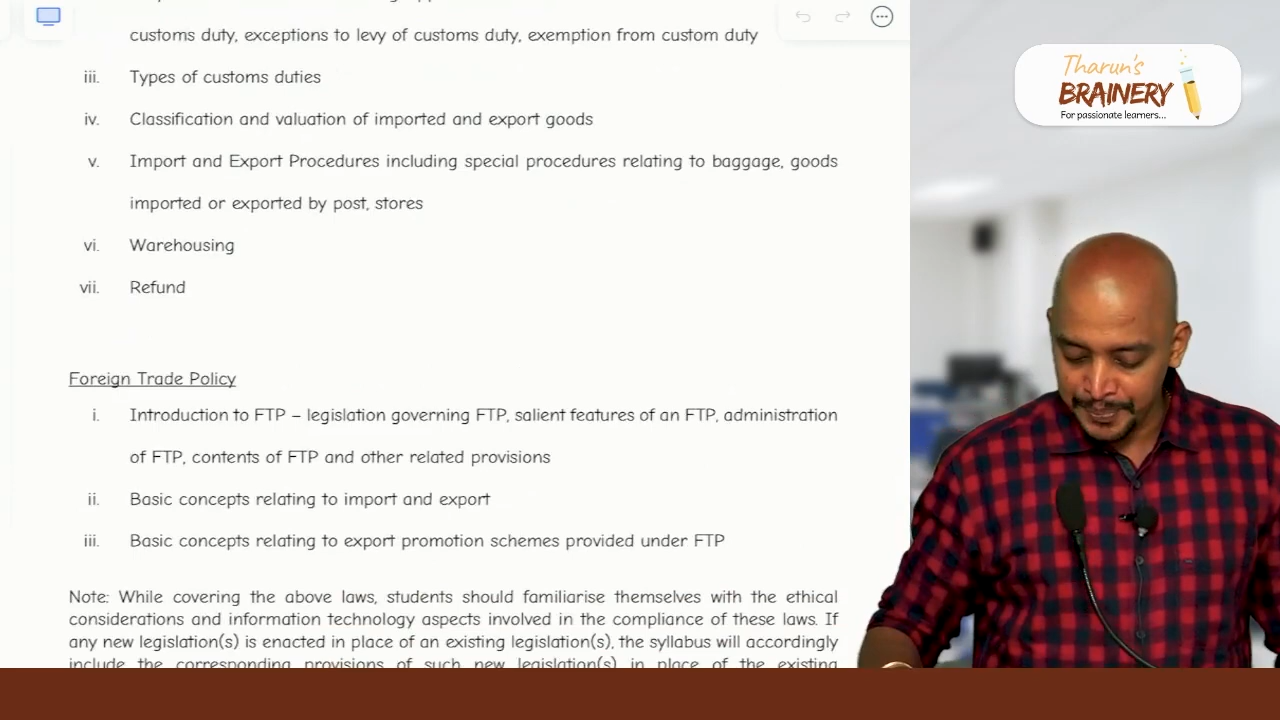 customs duty, exceptions to levy of customs duty, exemption from custom duty
iii. Types of customs duties
iv. Classification and valuation of imported and export goods
v. Import and Export Procedures including special procedures relating to baggage, goods
imported or exported by post, stores
vi. Warehousing
vii. Refund
Foreign Trade Policy
i. Introduction to FTP – legislation governing FTP, salient features of an FTP, administration
of FTP, contents of FTP and other related provisions
ii. Basic concepts relating to import and export
iii. Basic concepts relating to export promotion schemes provided under FTP
Note: While covering the above laws, students should familiarise themselves with the ethical
considerations and information technology aspects involved in the compliance of these laws. If
any new legislation(s) is enacted in place of an existing legislation(s), the syllabus will accordingly
include the corresponding provisions of such new legislation(s) in place of the existing
Tharun's
BRAINERY
For passionate learners...